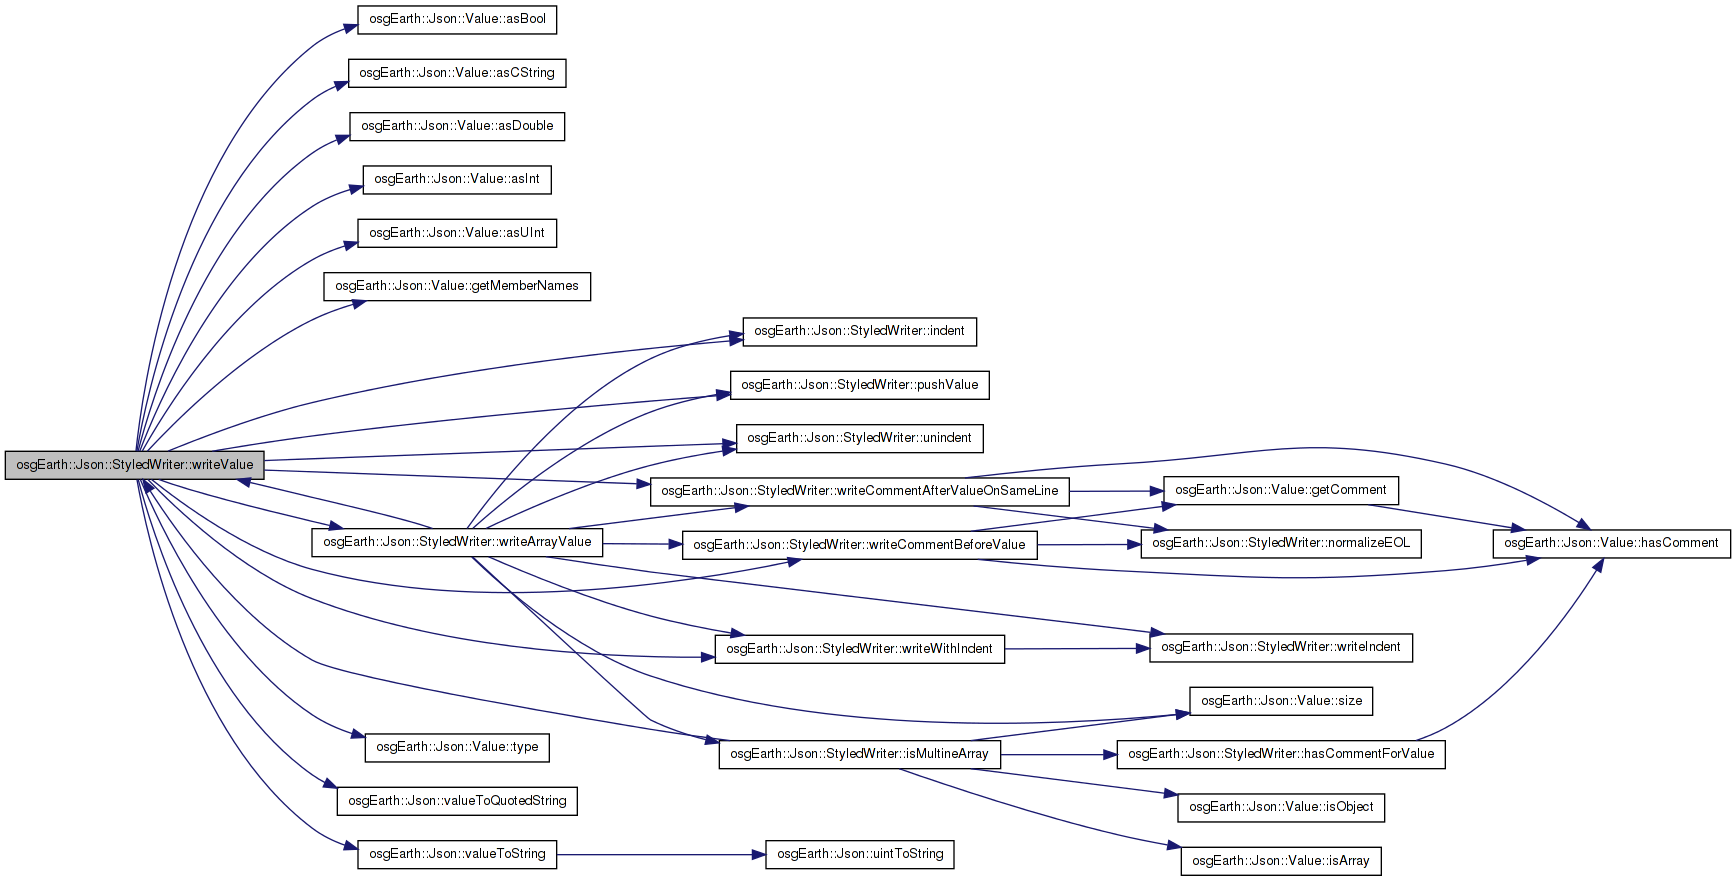 osgEarth::Json::Value::asBool
osgEarth::Json::Value::asCString
osgEarth::Json::Value::asDouble
osgEarth::Json::Value::asInt
osgEarth::Json::Value::asUInt
osgEarth::Json::Value::getMemberNames
osgEarth::Json::StyledWriter::indent
osgEarth::Json::StyledWriter::pushValue
osgEarth::Json::StyledWriter::unindent
osgEarth::Json::StyledWriter::writeValue
osgEarth::Json::StyledWriter::writeCommentAfterValueOnSameLine
osgEarth::Json::Value::getComment
osgEarth::Json::StyledWriter::writeArrayValue
osgEarth::Json::StyledWriter::writeCommentBeforeValue
osgEarth::Json::StyledWriter::normalizeEOL
osgEarth::Json::Value::hasComment
osgEarth::Json::StyledWriter::writeWithIndent
osgEarth::Json::StyledWriter::writeIndent
osgEarth::Json::Value::size
osgEarth::Json::Value::type
osgEarth::Json::StyledWriter::isMultineArray
osgEarth::Json::StyledWriter::hasCommentForValue
osgEarth::Json::valueToQuotedString
osgEarth::Json::Value::isObject
osgEarth::Json::valueToString
osgEarth::Json::uintToString
osgEarth::Json::Value::isArray